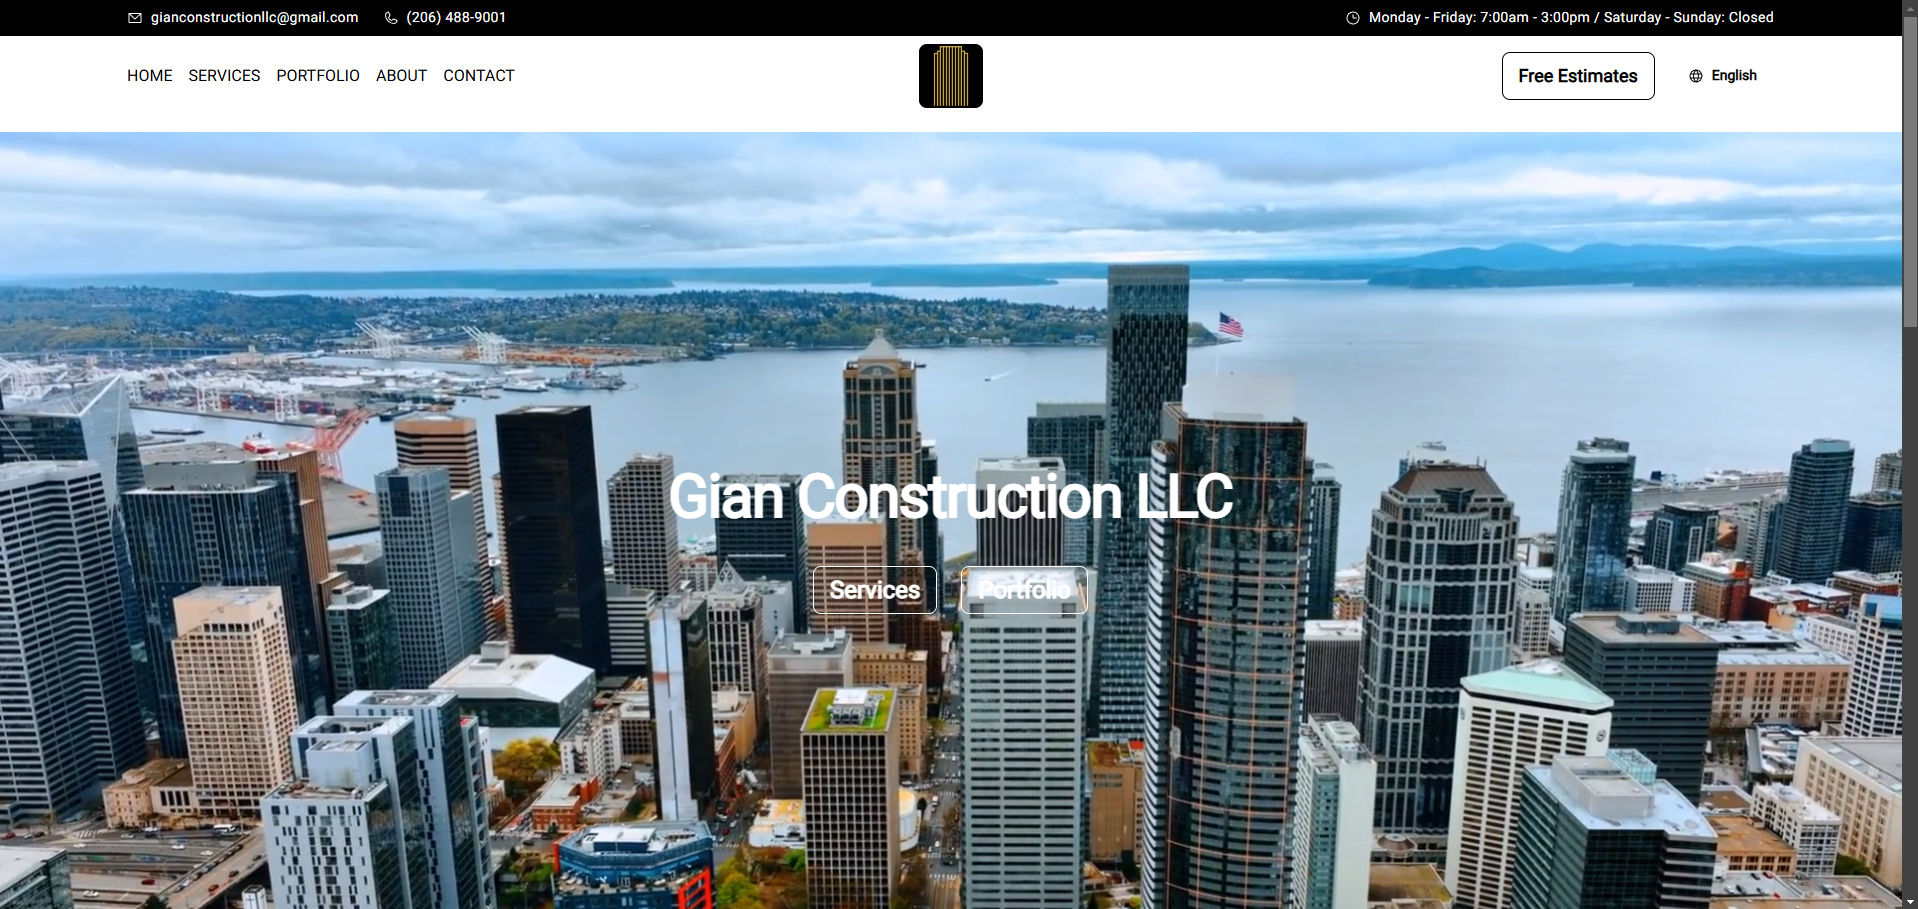 gianconstructionllc@gmail.com (206) 488-9001 Monday - Friday: 7:00am - 3:00pm / Saturday - Sunday: Closed
HOME SERVICES PORTFOLIO ABOUT CONTACT Free Estimates English
Gian Construction LLC
Services Portfolio